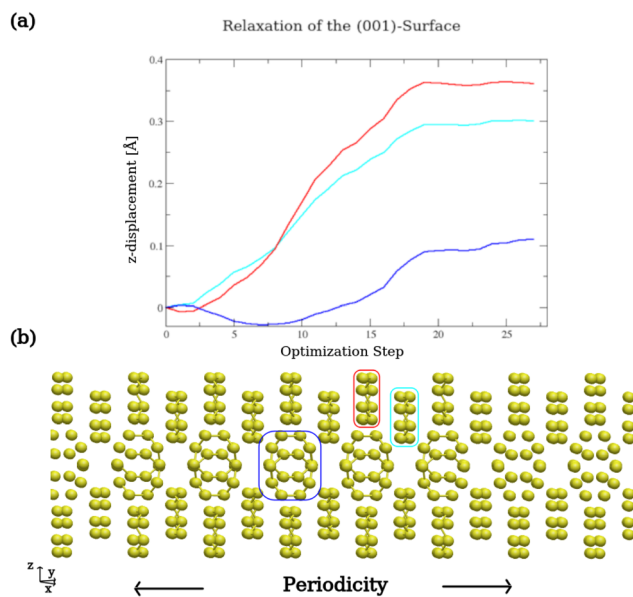 (a)
Relaxation of the (001)-Surface
0.4
0.3
0.2
0.1
0
z-displacement [Å]
0 5 10 15 20 25
Optimization Step
(b)
z
y
x
Periodicity